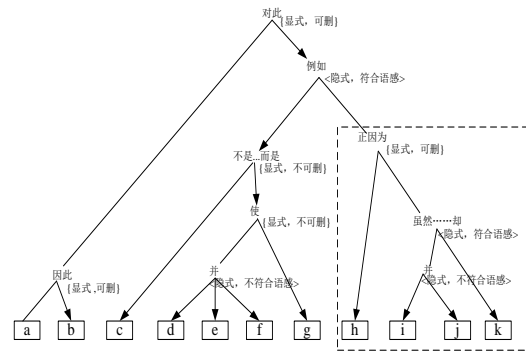 对此
{显式，可删}
例如
<隐式，符合语感>
正因为
{显式，可删}
不是...而是
{显式，不可删}
使
{显式，不可删}
虽然……却
<隐式，符合语感>
因此
{显式,可删}
并
<隐式，不符合语感>
并
<隐式，不符合语感>
a b c d e f g h i j k